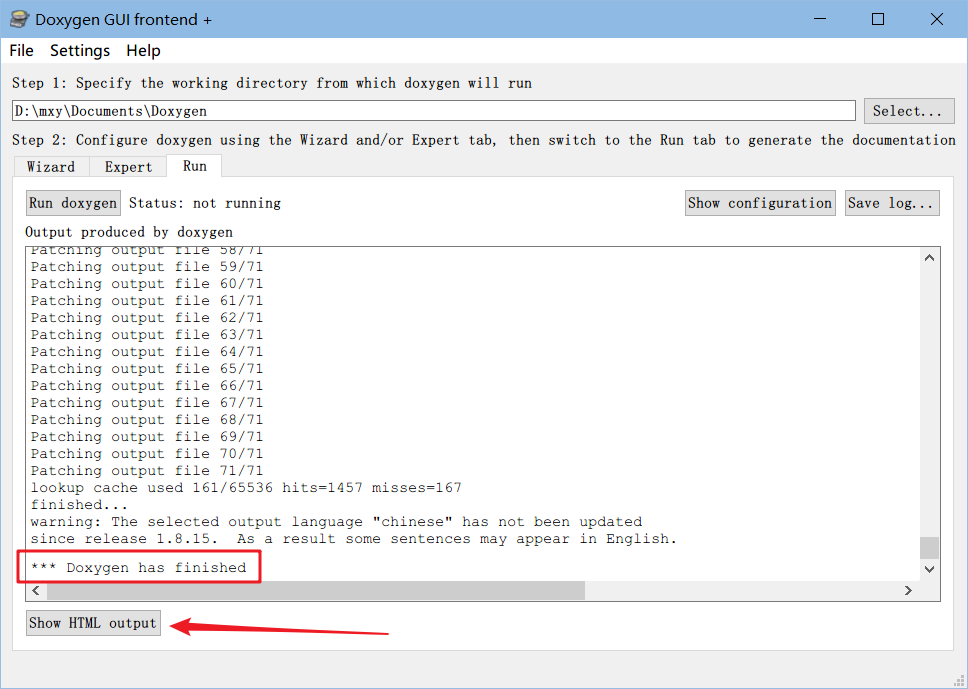 Doxygen GUI frontend +
File Settings Help
Step 1: Specify the working directory from which doxygen will run
D:\mxy\Documents\Doxygen Select...
Step 2: Configure doxygen using the Wizard and/or Expert tab, then switch to the Run tab to generate the documentation
Wizard Expert Run
Run doxygen Status: not running Show configuration Save log...
Output produced by doxygen
Patching output file 58/71
Patching output file 59/71
Patching output file 60/71
Patching output file 61/71
Patching output file 62/71
Patching output file 63/71
Patching output file 64/71
Patching output file 65/71
Patching output file 66/71
Patching output file 67/71
Patching output file 68/71
Patching output file 69/71
Patching output file 70/71
Patching output file 71/71
lookup cache used 161/65536 hits=1457 misses=167
finished...
warning: The selected output language "chinese" has not been updated
since release 1.8.15.  As a result some sentences may appear in English.
*** Doxygen has finished
Show HTML output